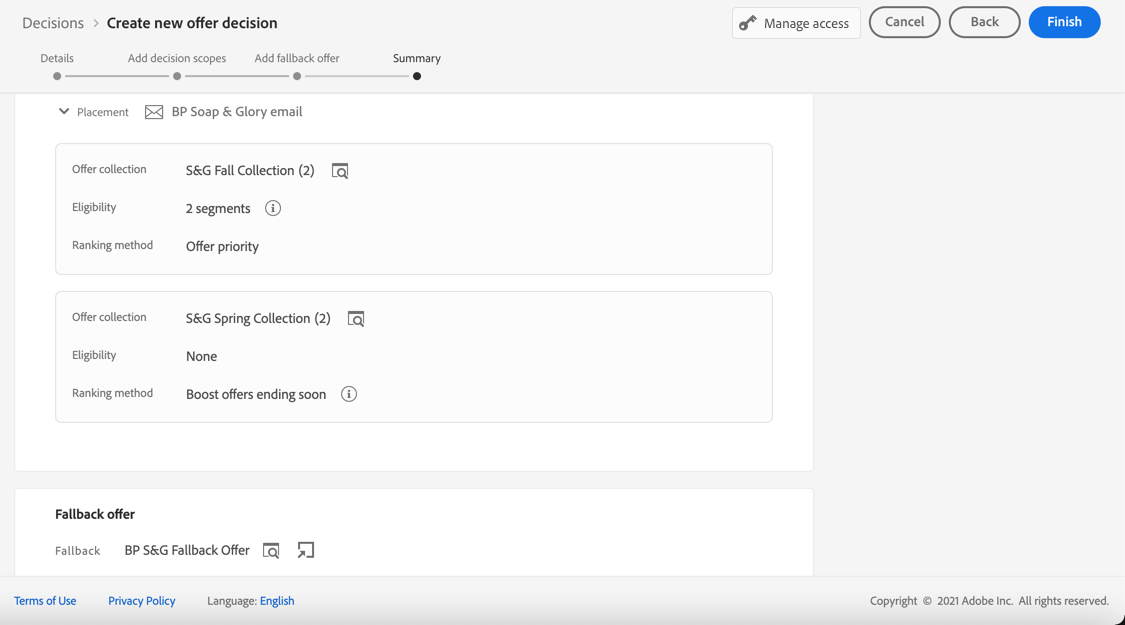 Decisions > Create new offer decision
Manage access
Cancel
Back
Finish
Details
Add decision scopes
Add fallback offer
Summary
Placement BP Soap & Glory email
Offer collection S&G Fall Collection (2)
Eligibility 2 segments
Ranking method Offer priority
Offer collection S&G Spring Collection (2)
Eligibility None
Ranking method Boost offers ending soon
Fallback offer
Fallback BP S&G Fallback Offer
Terms of Use Privacy Policy Language: English Copyright © 2021 Adobe Inc. All rights reserved.